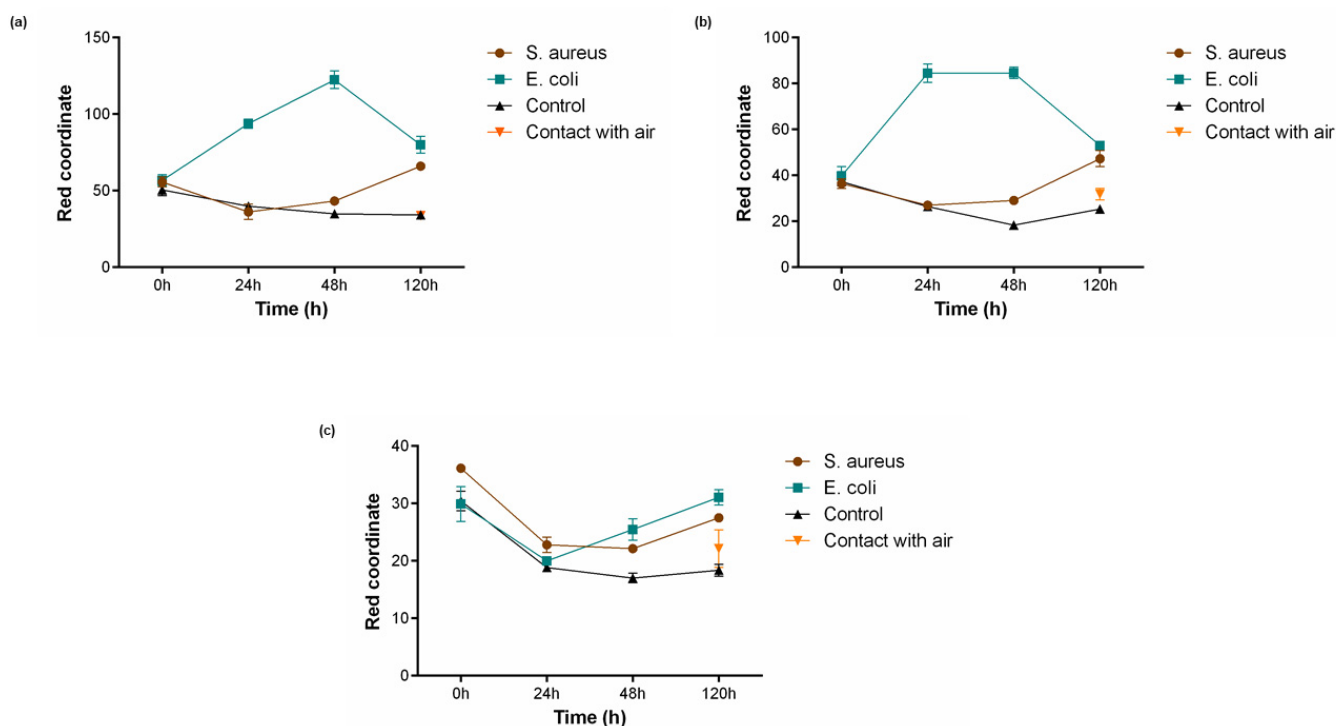 (a)
150
100
50
0
Red coordinate
0h 24h 48h 120h
Time (h)
S. aureus
E. coli
Control
Contact with air
(b)
100
80
60
40
20
0
Red coordinate
0h 24h 48h 120h
Time (h)
S. aureus
E. coli
Control
Contact with air
(c)
40
30
20
10
0
Red coordinate
0h 24h 48h 120h
Time (h)
S. aureus
E. coli
Control
Contact with air